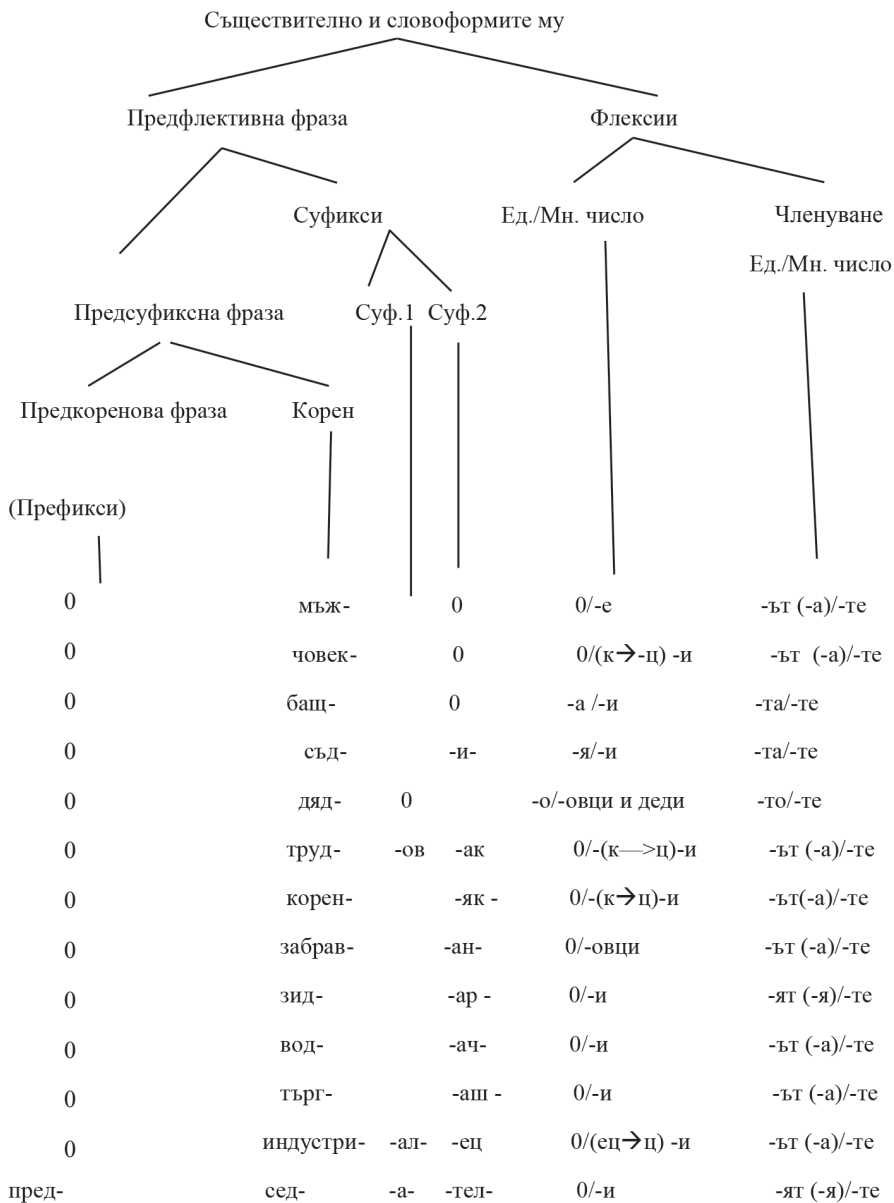 Съществително и словоформите му
Предфлективна фраза Флексии
Суфикси Ед./Мн. число Членуване
Ед./Мн. число
Предсуфиксна фраза Суф.1 Суф.2
Предкоренова фраза Корен
(Префикси)
0 мъж- 0 0/-е -ът (-а)/-те
0 човек- 0 0/(к→-ц) -и -ът (-а)/-те
0 бащ- 0 -а /-и -та/-те
0 съд- -и- -я/-и -та/-те
0 дяд- 0 -о/-овци и деди -то/-те
0 труд- -ов -ак 0/-(к—>ц)-и -ът (-а)/-те
0 корен- -як - 0/-(к→ц)-и -ът(-а)/-те
0 забрав- -ан- 0/-овци -ът (-а)/-те
0 зид- -ар - 0/-и -ят (-я)/-те
0 вод- -ач- 0/-и -ът (-а)/-те
0 търг- -аш - 0/-и -ът (-а)/-те
0 индустри- -ал- -ец 0/(ец→ц) -и -ът (-а)/-те
пред- сед- -а- -тел- 0/-и -ят (-я)/-те